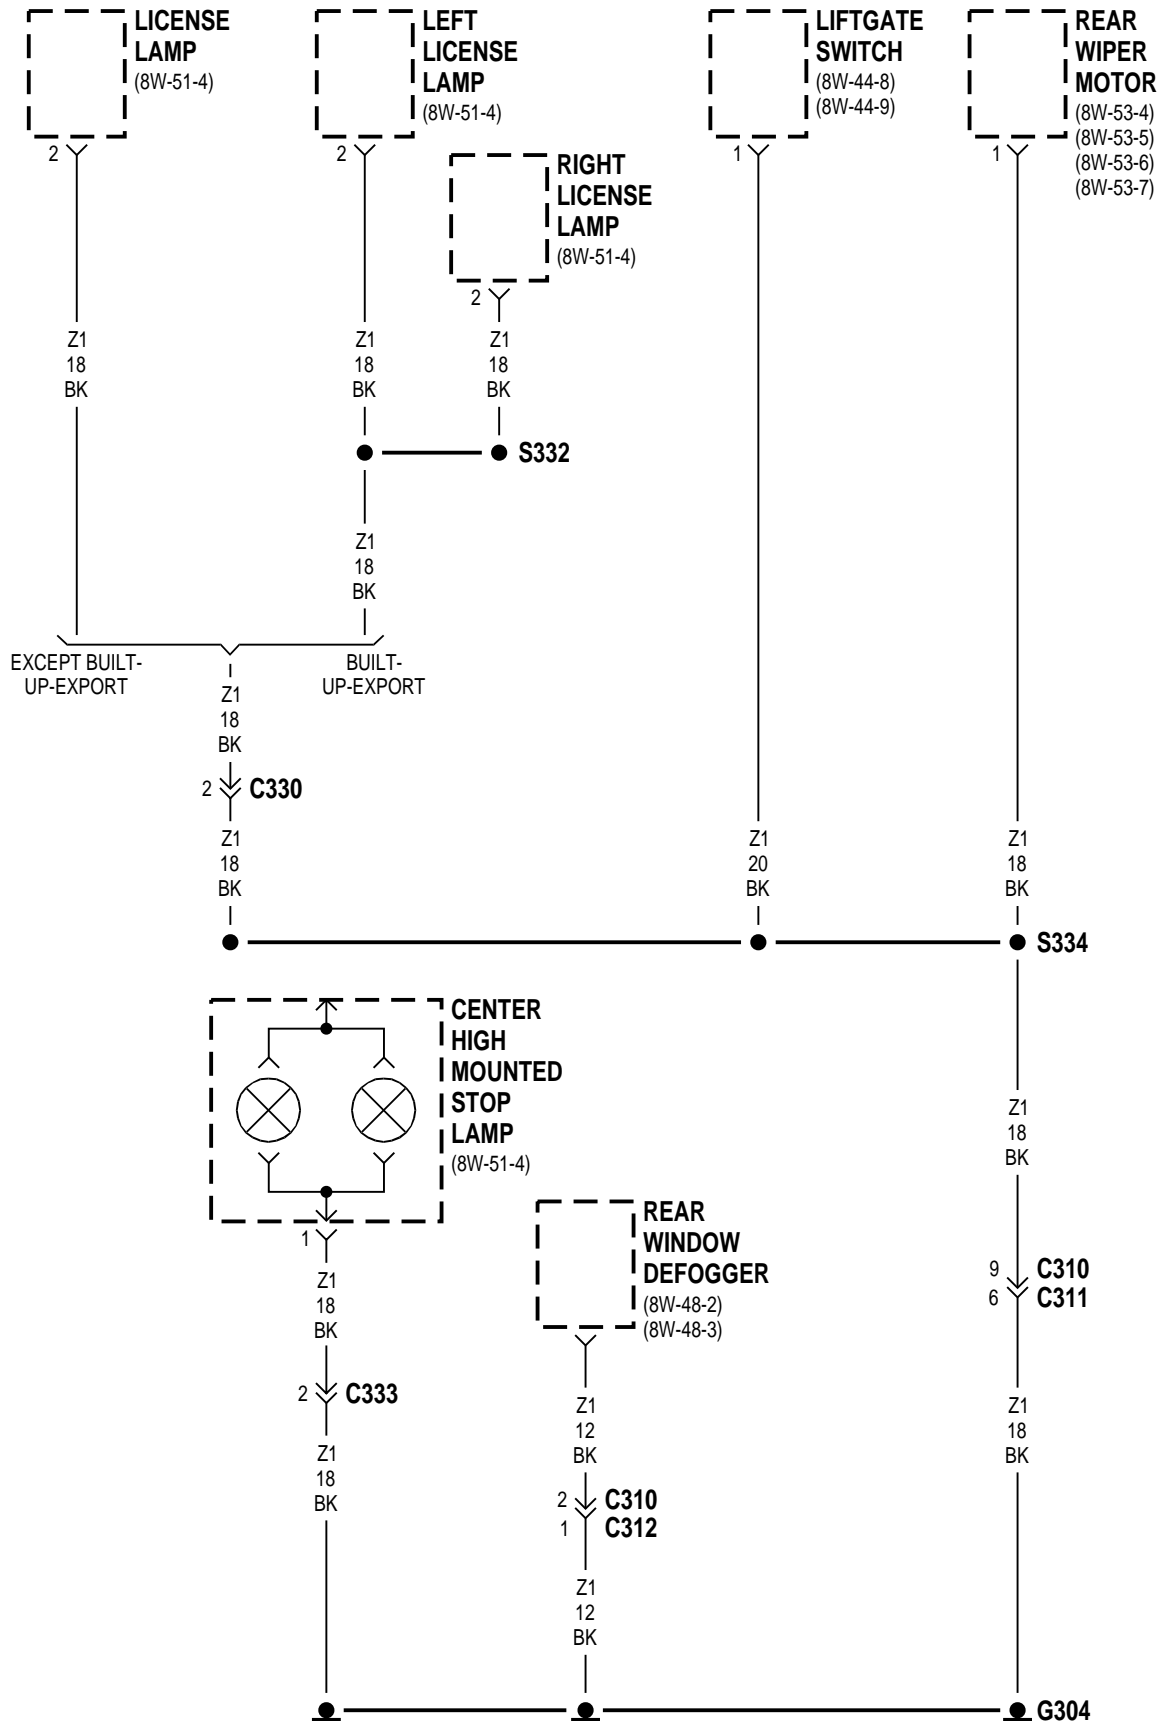 LICENSE
LAMP
(8W-51-4)
2
LEFT
LICENSE
LAMP
(8W-51-4)
2
RIGHT
LICENSE
LAMP
(8W-51-4)
2
LIFTGATE
SWITCH
(8W-44-8)
(8W-44-9)
1
REAR
WIPER
MOTOR
(8W-53-4)
(8W-53-5)
(8W-53-6)
(8W-53-7)
1
Z1
18
BK
Z1
18
BK
Z1
18
BK
S332
Z1
18
BK
EXCEPT BUILT-
UP-EXPORT
BUILT-
UP-EXPORT
Z1
18
BK
2
C330
Z1
18
BK
Z1
20
BK
Z1
18
BK
S334
CENTER
HIGH
MOUNTED
STOP
LAMP
(8W-51-4)
1
Z1
18
BK
2
C333
Z1
18
BK
REAR
WINDOW
DEFOGGER
(8W-48-2)
(8W-48-3)
Z1
12
BK
2
C310
1
C312
Z1
12
BK
Z1
18
BK
9
C310
6
C311
Z1
18
BK
G304